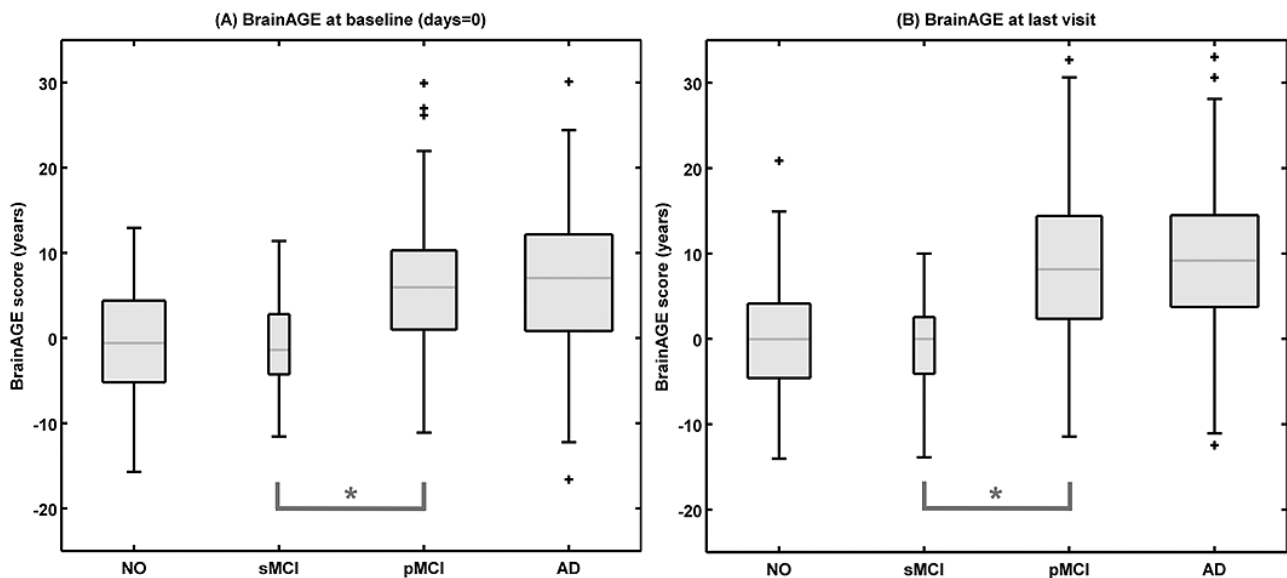 (A) BrainAGE at baseline (days=0)
BrainAGE score (years)
30
20
10
0
-10
-20
*
NO sMCI pMCI AD
(B) BrainAGE at last visit
BrainAGE score (years)
30
20
10
0
-10
-20
*
NO sMCI pMCI AD